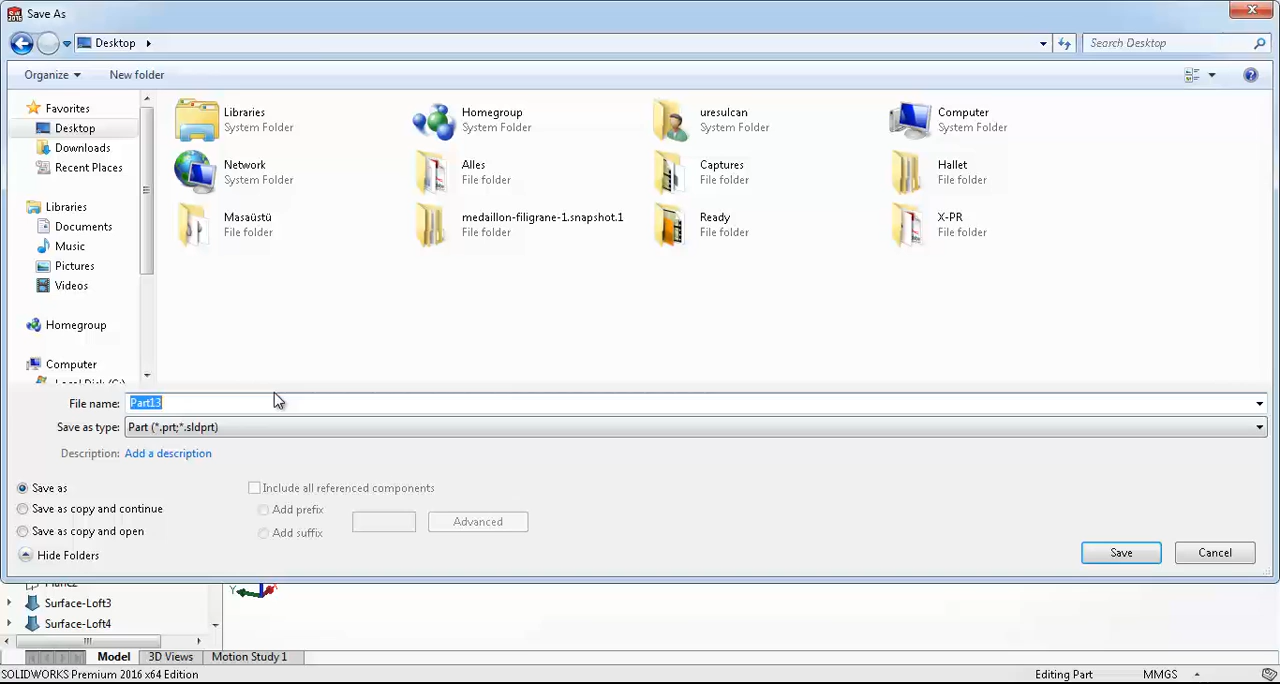 Save As
Desktop
Search Desktop
Organize
New folder
Favorites
Desktop
Downloads
Recent Places
Libraries
Documents
Music
Pictures
Videos
Homegroup
Computer
Local Disk (C:)
Libraries
System Folder
Homegroup
System Folder
uresulcan
System Folder
Computer
System Folder
Network
System Folder
Alles
File folder
Captures
File folder
Hallet
File folder
Masaüstü
File folder
medaillon-filigrane-1.snapshot.1
File folder
Ready
File folder
X-PR
File folder
File name: Part13
Save as type: Part (*.prt;*.sldprt)
Description: Add a description
Save as
Save as copy and continue
Save as copy and open
Include all referenced components
Add prefix
Add suffix
Advanced
Hide Folders
Save
Cancel
Plane2
Surface-Loft3
Surface-Loft4
Y
Model
3D Views
Motion Study 1
SOLIDWORKS Premium 2016 x64 Edition
Editing Part
MMGS